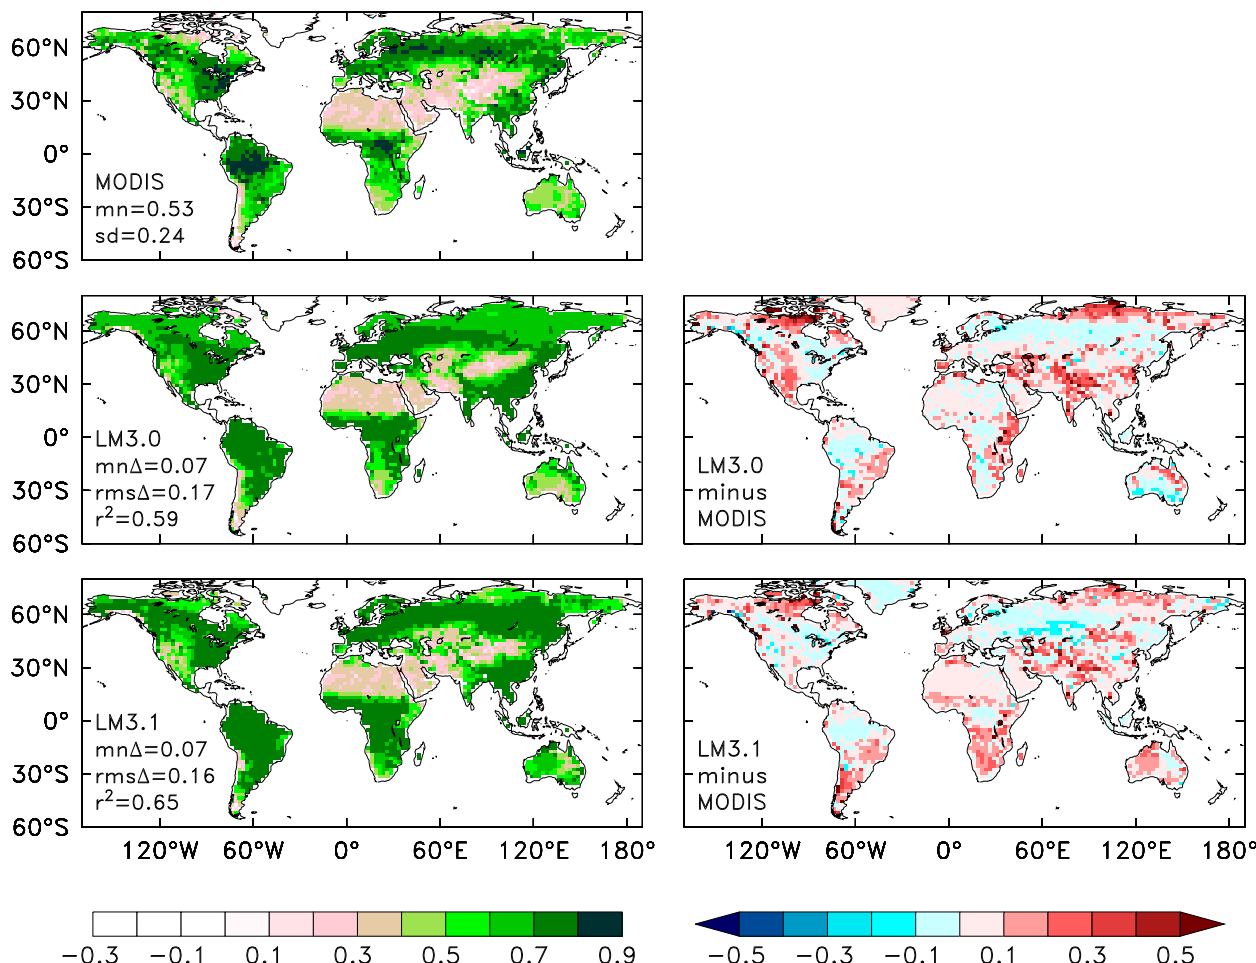 60°N
30°N
0°
30°S
60°S
MODIS
mn=0.53
sd=0.24
60°N
30°N
0°
30°S
60°S
LM3.0
mnΔ=0.07
rmsΔ=0.17
r²=0.59
LM3.0
minus
MODIS
60°N
30°N
0°
30°S
60°S
LM3.1
mnΔ=0.07
rmsΔ=0.16
r²=0.65
LM3.1
minus
MODIS
120°W 60°W 0° 60°E 120°E 180°
120°W 60°W 0° 60°E 120°E 180°
−0.3 −0.1 0.1 0.3 0.5 0.7 0.9
−0.5 −0.3 −0.1 0.1 0.3 0.5